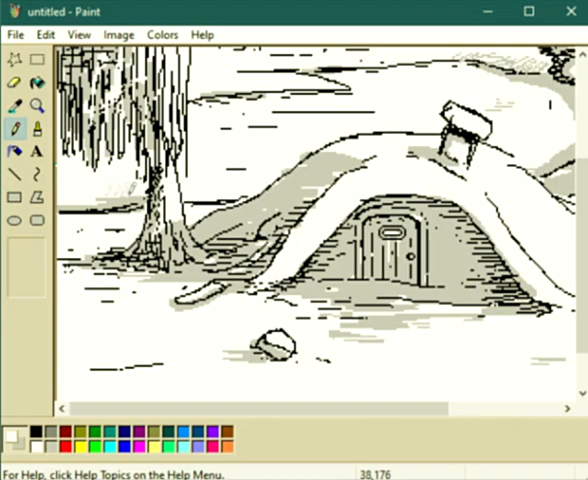 untitled - Paint
File Edit View Image Colors Help
A
For Help, click Help Topics on the Help Menu.
38,176